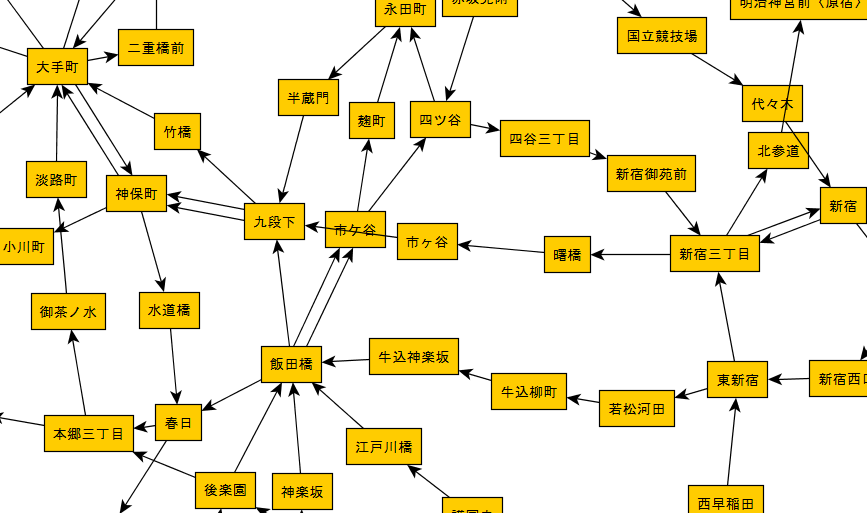 永田町
明治神宮前〈原宿〉
国立競技場
二重橋前
大手町
半蔵門
代々木
麹町
四ツ谷
竹橋
四谷三丁目
北参道
淡路町
新宿御苑前
神保町
新宿
九段下
市ケ谷
市ヶ谷
小川町
曙橋
新宿三丁目
御茶ノ水
水道橋
飯田橋
牛込神楽坂
東新宿
新宿西口
牛込柳町
若松河田
春日
本郷三丁目
江戸川橋
後楽園
神楽坂
西早稲田